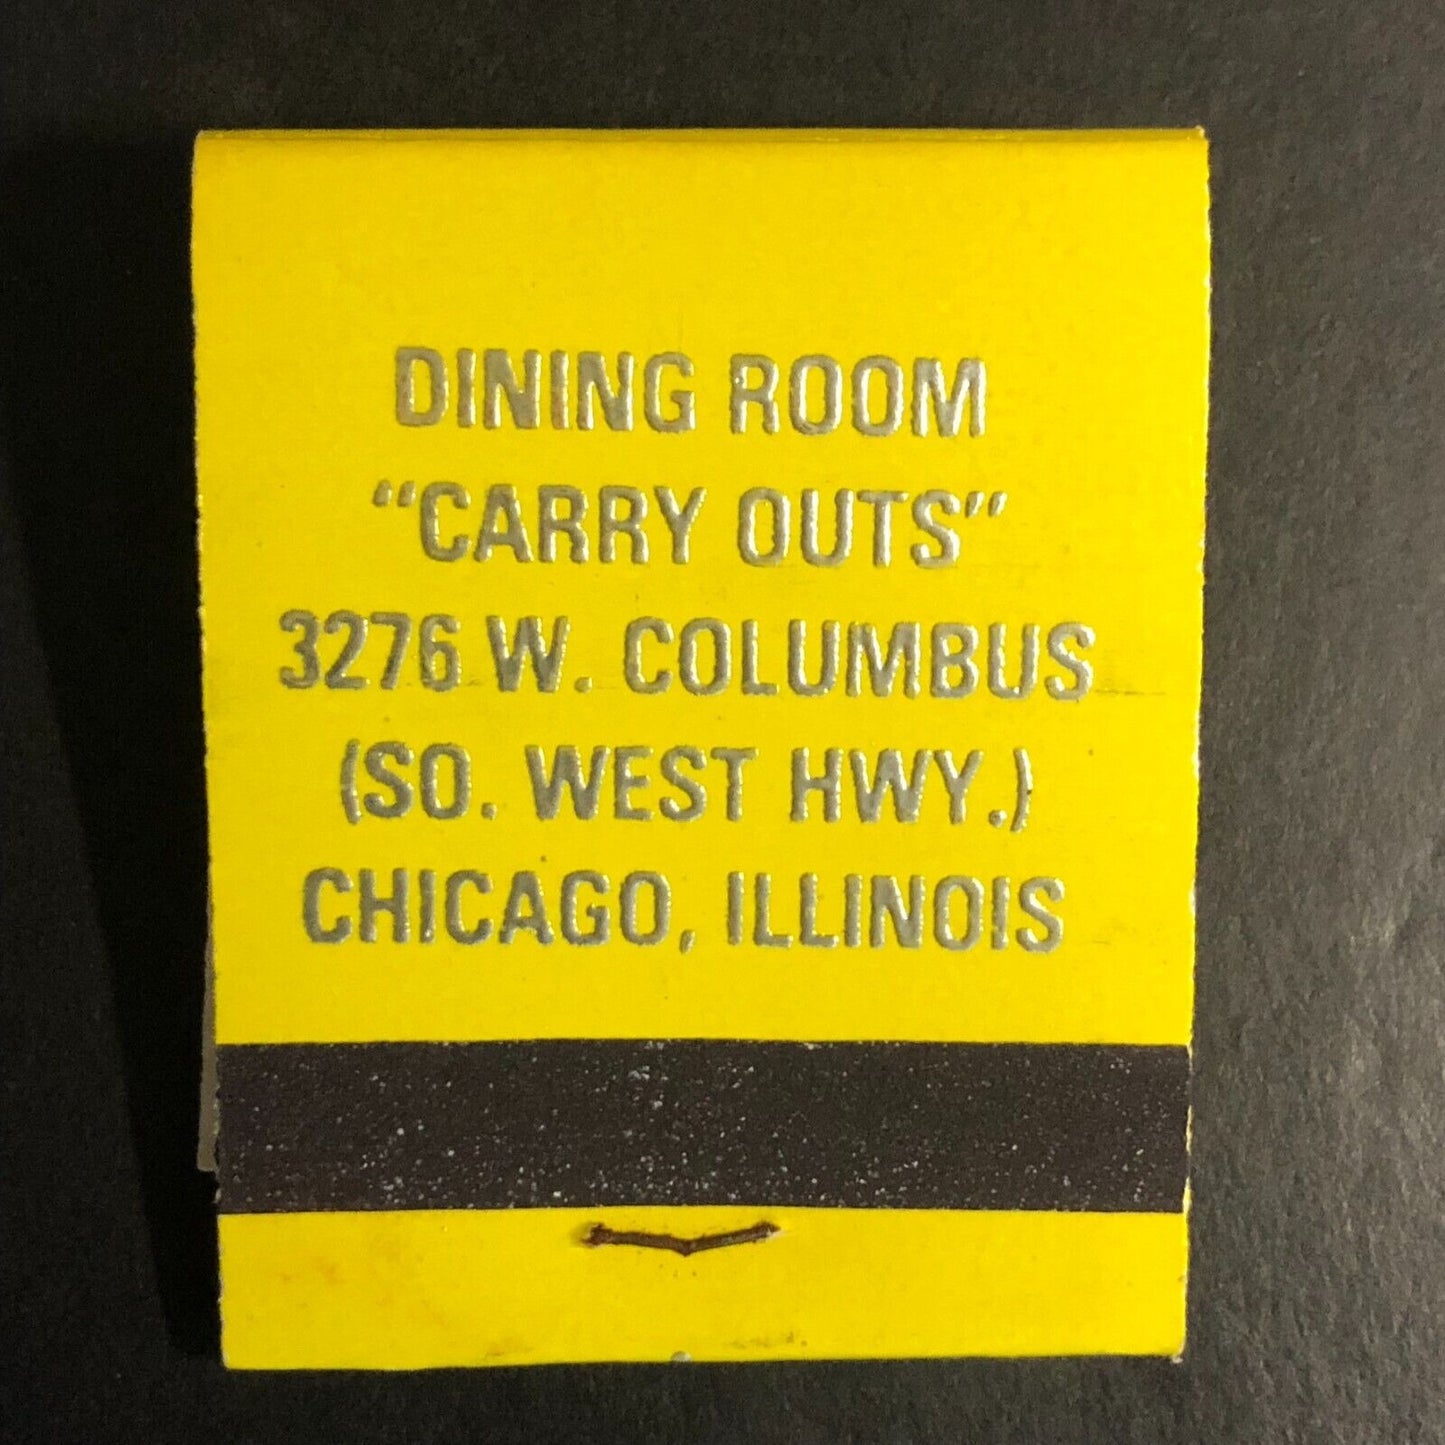 DINING ROOM
"CARRY OUTS"
3276 W. COLUMBUS
(SO. WEST HWY.)
CHICAGO, ILLINOIS